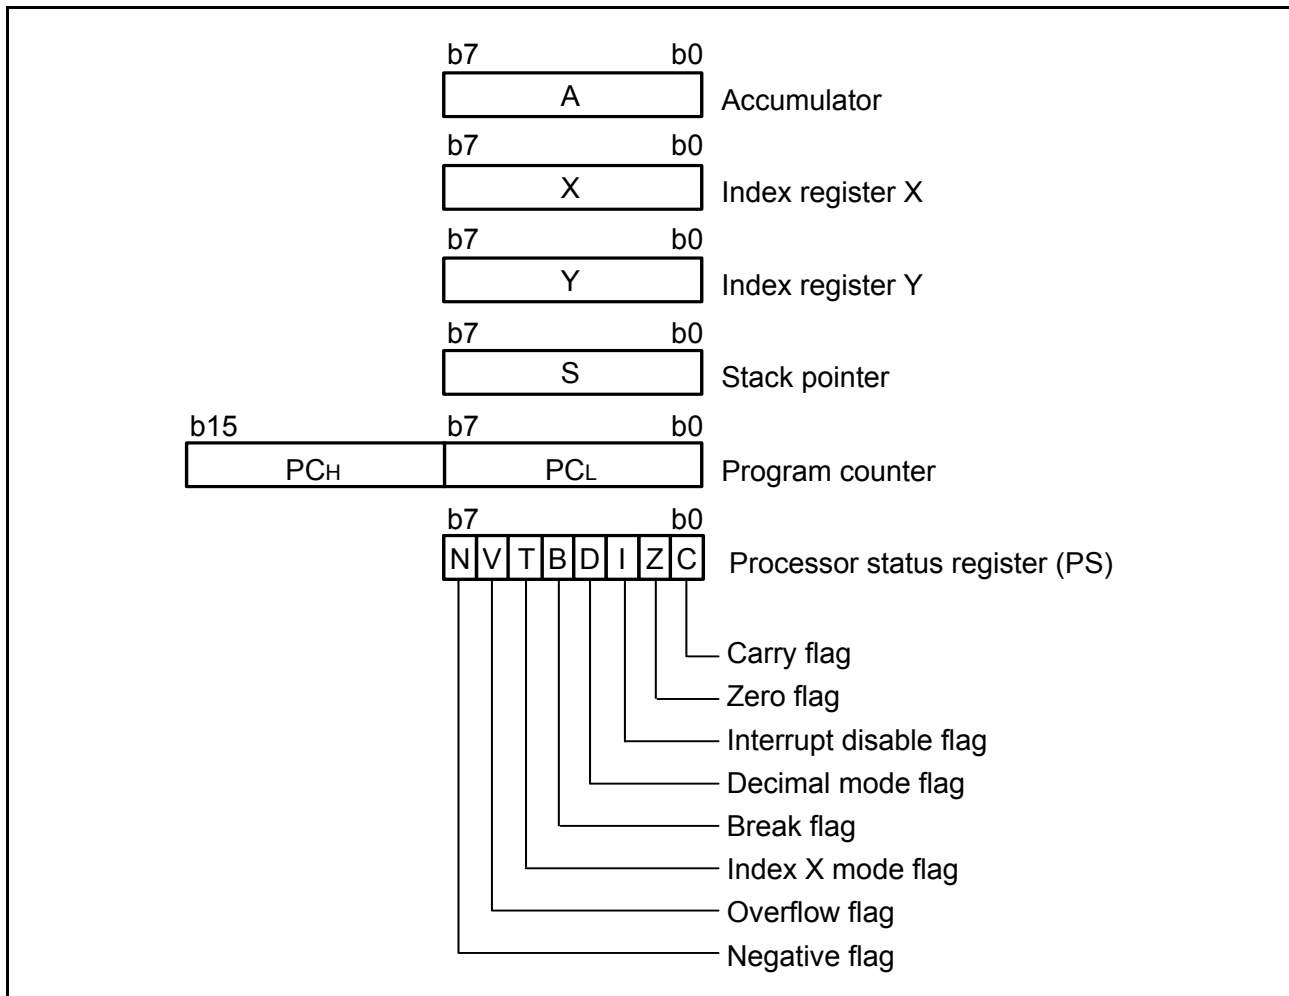 b7 b0
A Accumulator
b7 b0
X Index register X
b7 b0
Y Index register Y
b7 b0
S Stack pointer
b15 b7 b0
PCH PCL Program counter
b7 b0
N V T B D I Z C Processor status register (PS)
Carry flag
Zero flag
Interrupt disable flag
Decimal mode flag
Break flag
Index X mode flag
Overflow flag
Negative flag